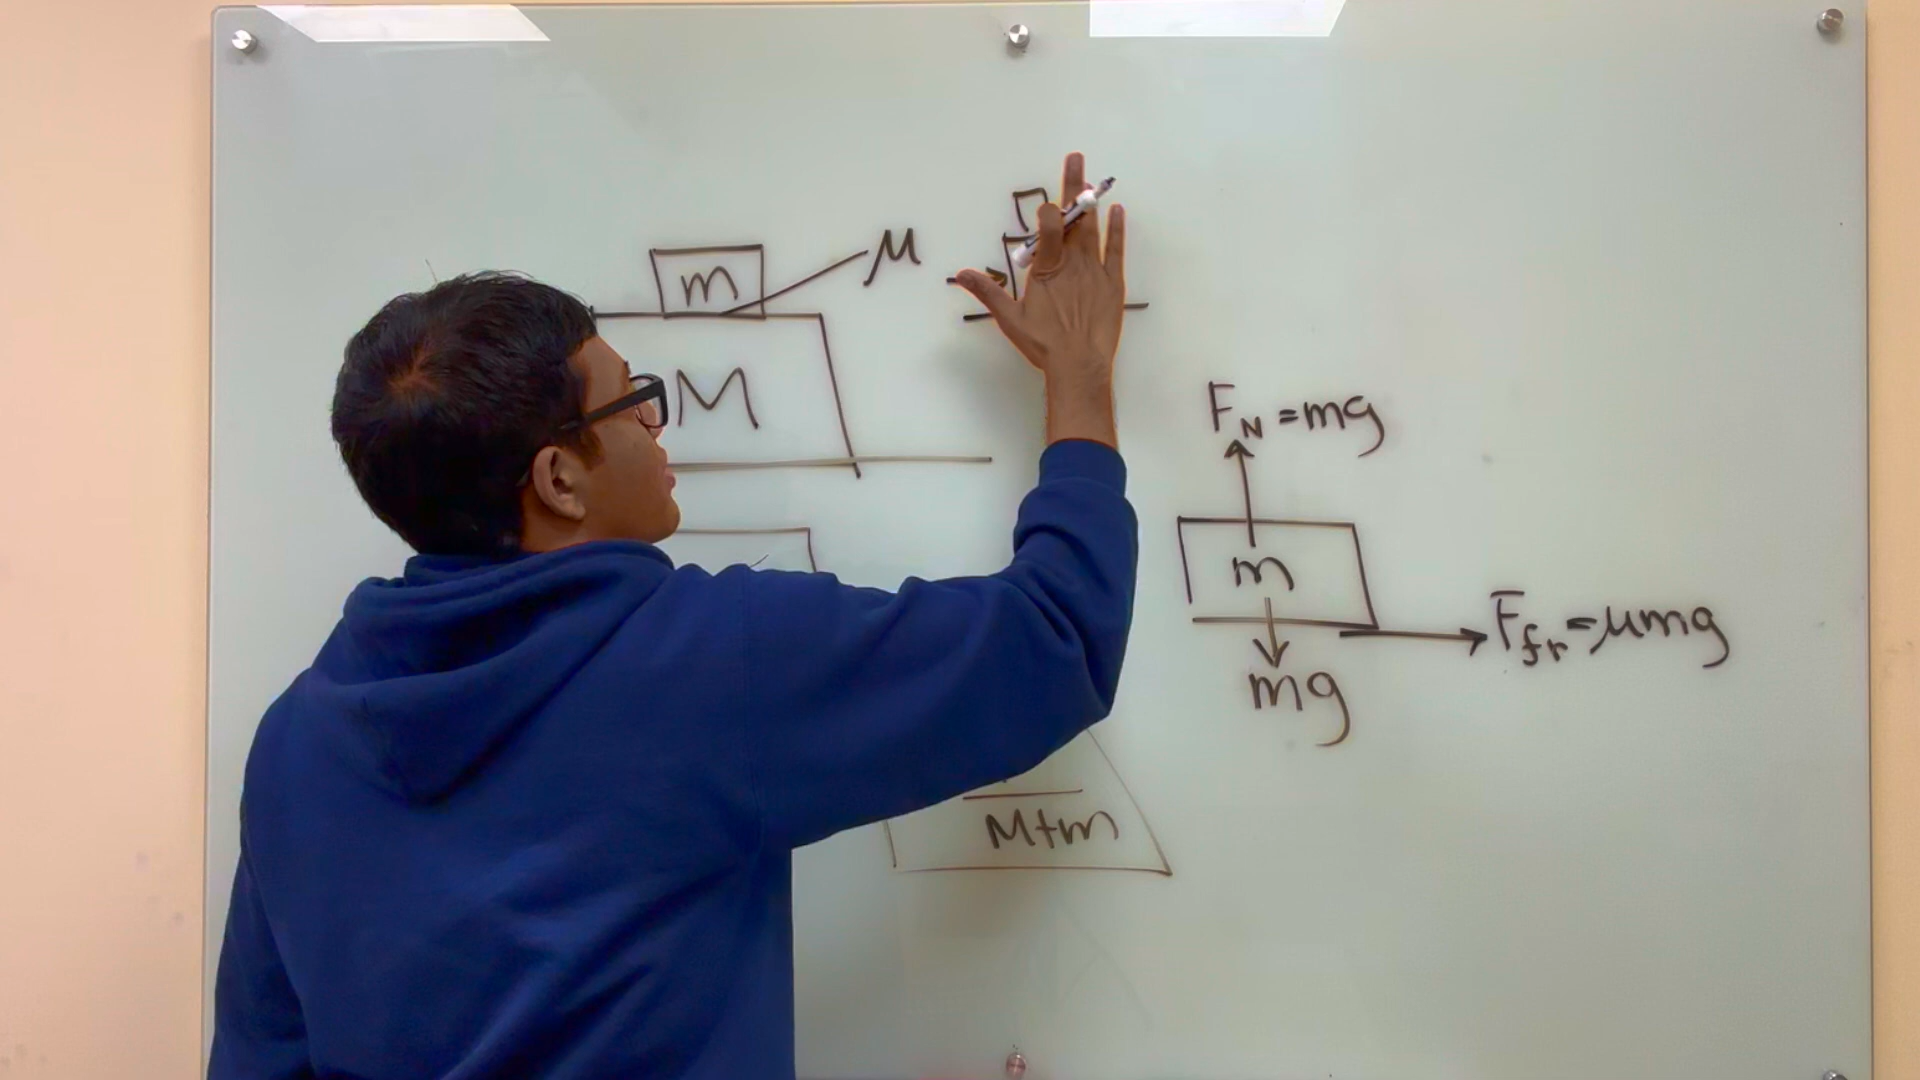 m
μ
M
F_N = mg
m
F_fr = μmg
mg
M+m